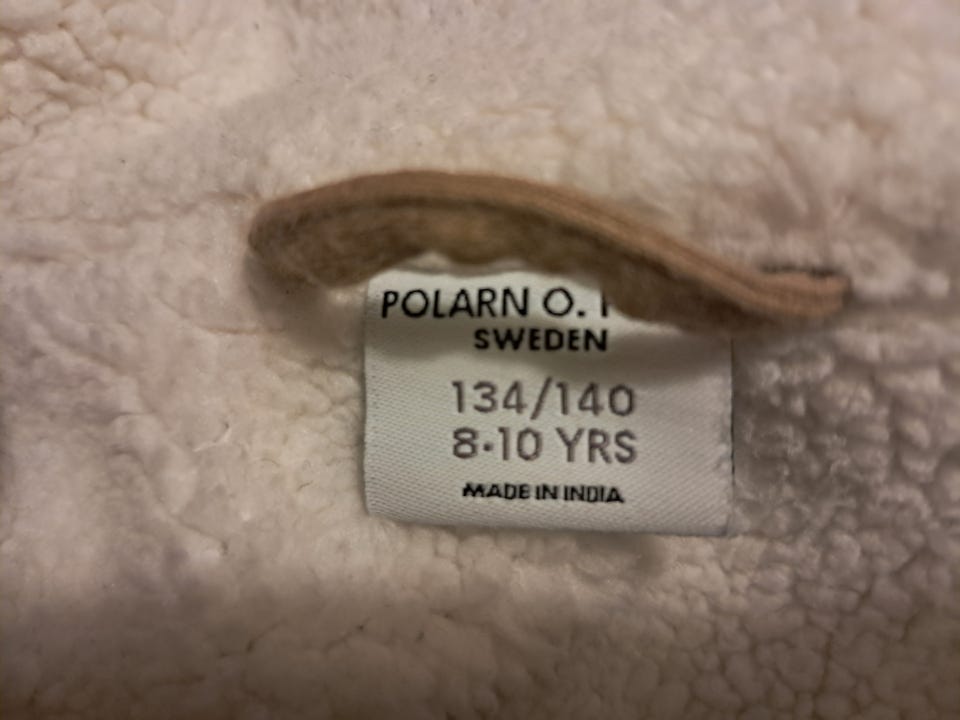 POLARN O.
SWEDEN
134/140
8-10 YRS
MADE IN INDIA